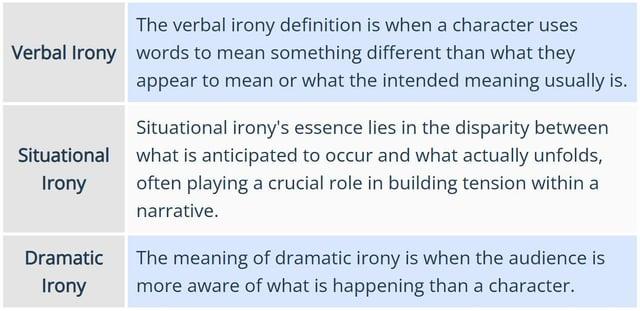 Verbal Irony
The verbal irony definition is when a character uses
words to mean something different than what they
appear to mean or what the intended meaning usually is.
Situational
Irony
Situational irony's essence lies in the disparity between
what is anticipated to occur and what actually unfolds,
often playing a crucial role in building tension within a
narrative.
Dramatic
Irony
The meaning of dramatic irony is when the audience is
more aware of what is happening than a character.